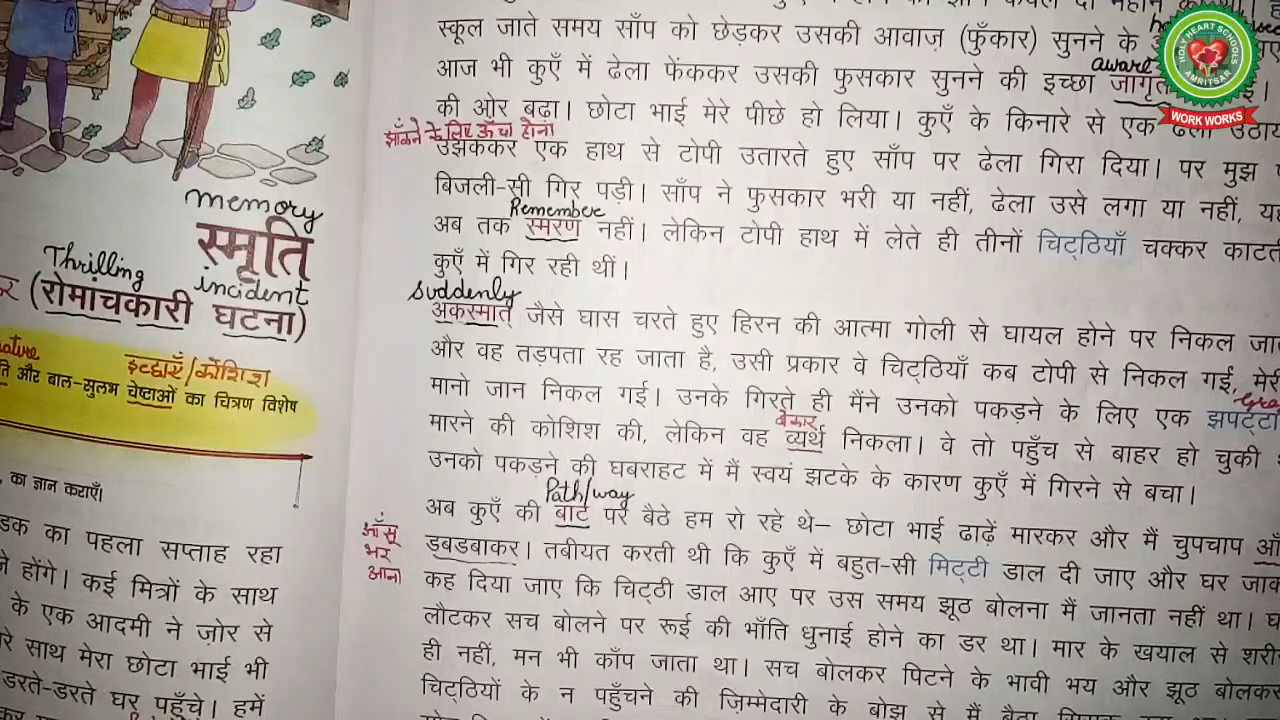 memory
स्मृति
Thrilling
incident
(रोमांचकारी घटना)
इच्छाएँ/कोशिश
और बाल-सुलभ चेष्टाओं का चित्रण विशेष
का ज्ञान कराएँ।
का पहला सप्ताह रहा
होंगे। कई मित्रों के साथ
के एक आदमी ने ज़ोर से
साथ मेरा छोटा भाई भी
डरते-डरते घर पहुँचे। हमें
स्कूल जाते समय साँप को छेड़कर उसकी आवाज़ (फुँकार) सुनने के
aware
आज भी कुएँ में ढेला फेंककर उसकी फुसकार सुनने की इच्छा जागृत
की ओर बढ़ा। छोटा भाई मेरे पीछे हो लिया। कुएँ के किनारे से एक
झाँकने के लिए ऊँचा होना
उझककर एक हाथ से टोपी उतारते हुए साँप पर ढेला गिरा दिया। पर मुझ
बिजली-सी गिर पड़ी। साँप ने फुसकार भरी या नहीं, ढेला उसे लगा या नहीं,
Remember
अब तक स्मरण नहीं। लेकिन टोपी हाथ में लेते ही तीनों चिट्ठियाँ चक्कर
कुएँ में गिर रही थीं।
suddenly
अकस्मात् जैसे घास चरते हुए हिरन की आत्मा गोली से घायल होने पर निकल
और वह तड़पता रह जाता है, उसी प्रकार वे चिट्ठियाँ कब टोपी से निकल गईं, मेरी
मानो जान निकल गई। उनके गिरते ही मैंने उनको पकड़ने के लिए एक झपट्टा
बेकार
मारने की कोशिश की, लेकिन वह व्यर्थ निकला। वे तो पहुँच से बाहर हो चुकी
उनको पकड़ने की घबराहट में मैं स्वयं झटके के कारण कुएँ में गिरने से बचा।
Path/way
अब कुएँ की बाट पर बैठे हम रो रहे थे– छोटा भाई ढाढ़ें मारकर और मैं चुपचाप
आँसू
भर
आना
डबडबाकर। तबीयत करती थी कि कुएँ में बहुत-सी मिट्टी डाल दी जाए और घर
कह दिया जाए कि चिट्ठी डाल आए पर उस समय झूठ बोलना मैं जानता नहीं था।
लौटकर सच बोलने पर रूई की भाँति धुनाई होने का डर था। मार के खयाल से
ही नहीं, मन भी काँप जाता था। सच बोलकर पिटने के भावी भय और झूठ बोलकर
चिट्ठियों के न पहुँचने की ज़िम्मेदारी के बोझ से मैं बैठा
HOLY HEART SCHOOLS
AMRITSAR
WORK WORKS